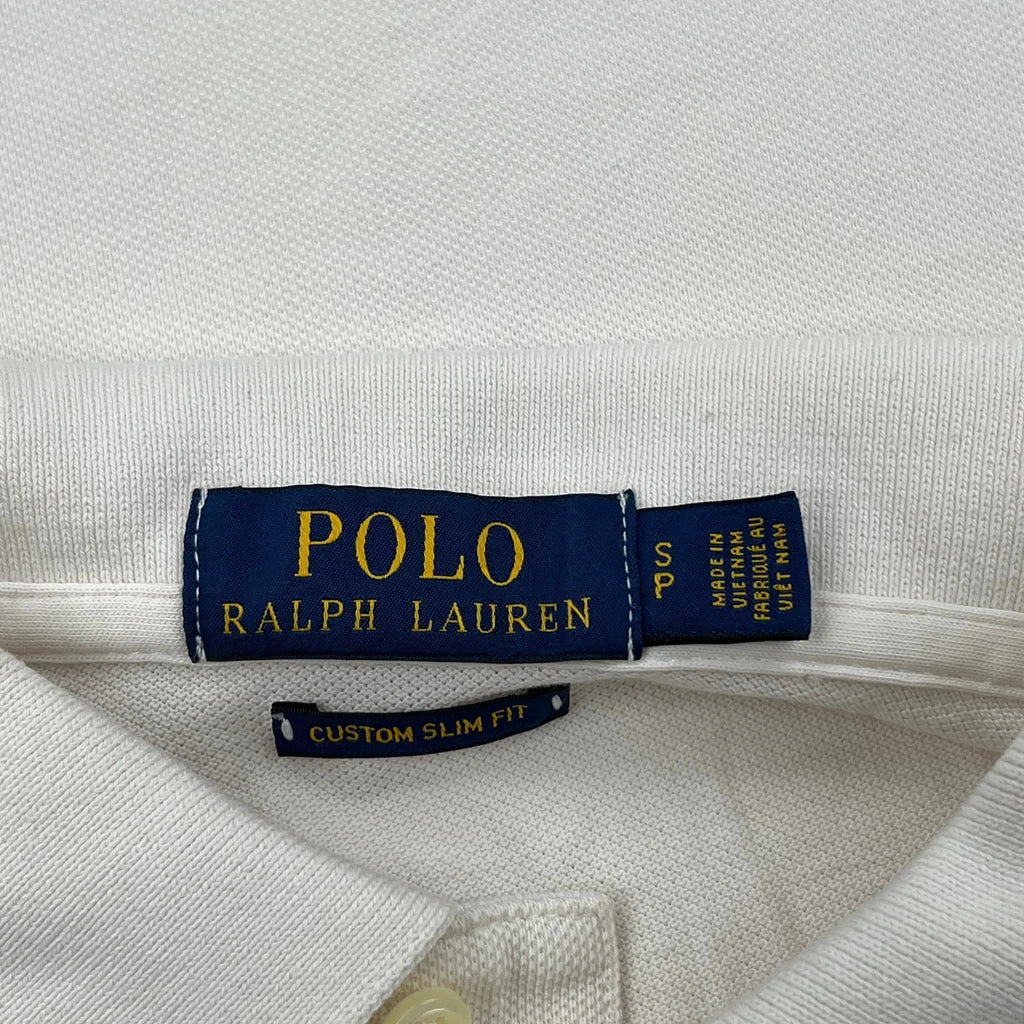 POLO
RALPH LAUREN
S
P
MADE IN
VIETNAM
FABRIQUÉ AU
VIÊT NAM
CUSTOM SLIM FIT